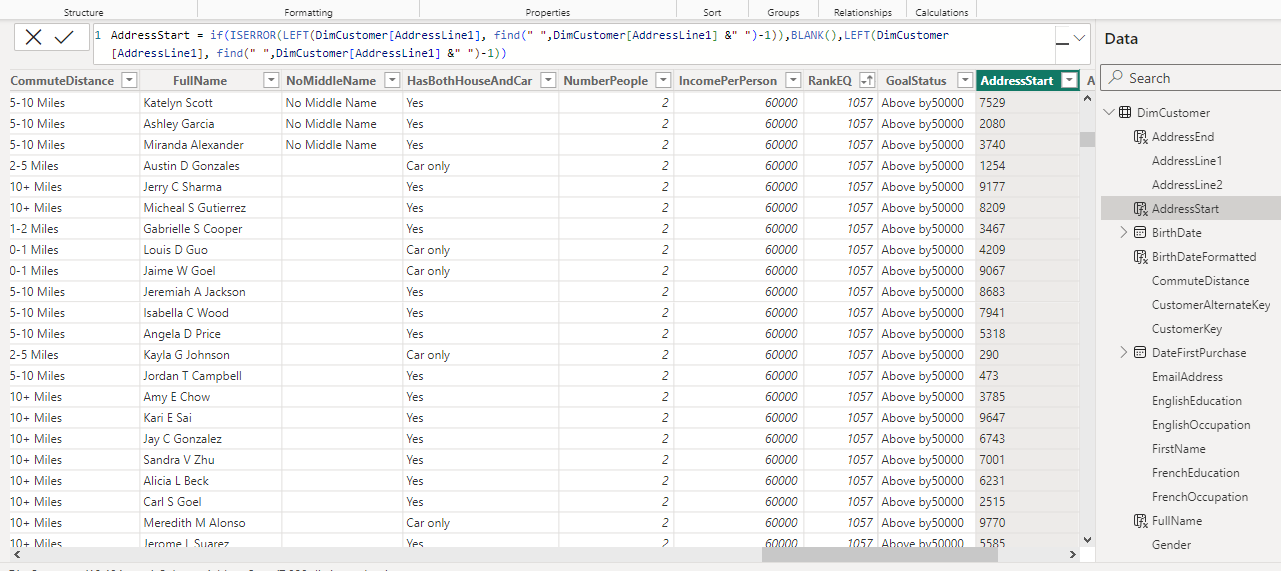 Structure Formatting Properties Sort Groups Relationships Calculations
1 AddressStart = if(ISERROR(LEFT(DimCustomer[AddressLine1], find(" ",DimCustomer[AddressLine1] &" ")-1)),BLANK(),LEFT(DimCustomer
[AddressLine1], find(" ",DimCustomer[AddressLine1] &" ")-1))
CommuteDistance FullName NoMiddleName HasBothHouseAndCar NumberPeople IncomePerPerson RankEQ GoalStatus AddressStart A
5-10 Miles Katelyn Scott No Middle Name Yes 2 60000 1057 Above by50000 7529
5-10 Miles Ashley Garcia No Middle Name Yes 2 60000 1057 Above by50000 2080
5-10 Miles Miranda Alexander No Middle Name Yes 2 60000 1057 Above by50000 3740
2-5 Miles Austin D Gonzales Car only 2 60000 1057 Above by50000 1254
10+ Miles Jerry C Sharma Yes 2 60000 1057 Above by50000 9177
10+ Miles Micheal S Gutierrez Yes 2 60000 1057 Above by50000 8209
1-2 Miles Gabrielle S Cooper Yes 2 60000 1057 Above by50000 3467
0-1 Miles Louis D Guo Car only 2 60000 1057 Above by50000 4209
0-1 Miles Jaime W Goel Car only 2 60000 1057 Above by50000 9067
5-10 Miles Jeremiah A Jackson Yes 2 60000 1057 Above by50000 8683
5-10 Miles Isabella C Wood Yes 2 60000 1057 Above by50000 7941
5-10 Miles Angela D Price Yes 2 60000 1057 Above by50000 5318
2-5 Miles Kayla G Johnson Car only 2 60000 1057 Above by50000 290
5-10 Miles Jordan T Campbell Yes 2 60000 1057 Above by50000 473
10+ Miles Amy E Chow Yes 2 60000 1057 Above by50000 3785
10+ Miles Kari E Sai Yes 2 60000 1057 Above by50000 9647
10+ Miles Jay C Gonzalez Yes 2 60000 1057 Above by50000 6743
10+ Miles Sandra V Zhu Yes 2 60000 1057 Above by50000 7001
10+ Miles Alicia L Beck Yes 2 60000 1057 Above by50000 6231
10+ Miles Carl S Goel Yes 2 60000 1057 Above by50000 2515
10+ Miles Meredith M Alonso Car only 2 60000 1057 Above by50000 9770
10+ Miles Jerome L Suarez Yes 2 60000 1057 Above by50000 5585
Data
Search
DimCustomer
AddressEnd
AddressLine1
AddressLine2
AddressStart
BirthDate
BirthDateFormatted
CommuteDistance
CustomerAlternateKey
CustomerKey
DateFirstPurchase
EmailAddress
EnglishEducation
EnglishOccupation
FirstName
FrenchEducation
FrenchOccupation
FullName
Gender